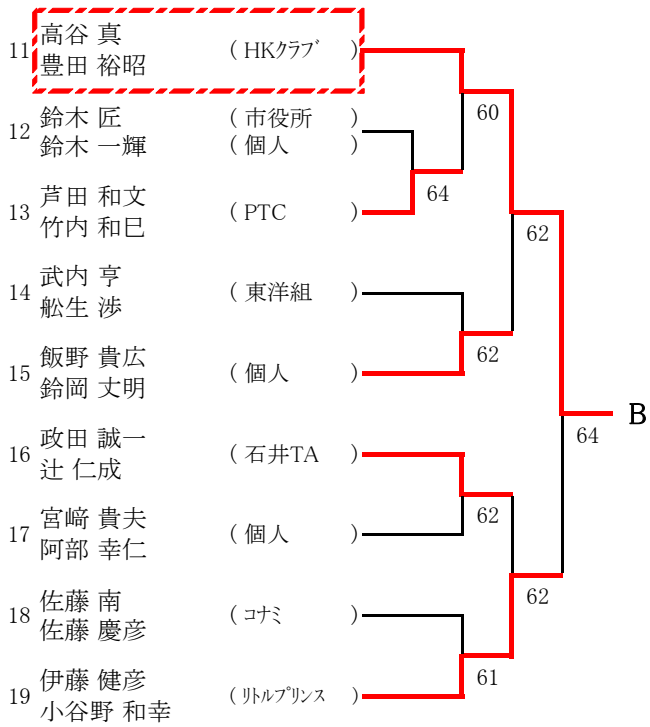 11 高谷 真 (HKクラブ)
豊田 裕昭
60
12 鈴木 匠 (市役所)
鈴木 一輝 (個人)
64
13 芦田 和文 (PTC)
竹内 和巳
62
14 武内 亨 (東洋組)
舩生 渉
62
15 飯野 貴広 (個人)
鈴岡 丈明
64 B
16 政田 誠一 (石井TA)
辻 仁成
62
17 宮﨑 貴夫 (個人)
阿部 幸仁
62
18 佐藤 南 (コナミ)
佐藤 慶彦
61
19 伊藤 健彦 (リトルプリンス)
小谷野 和幸